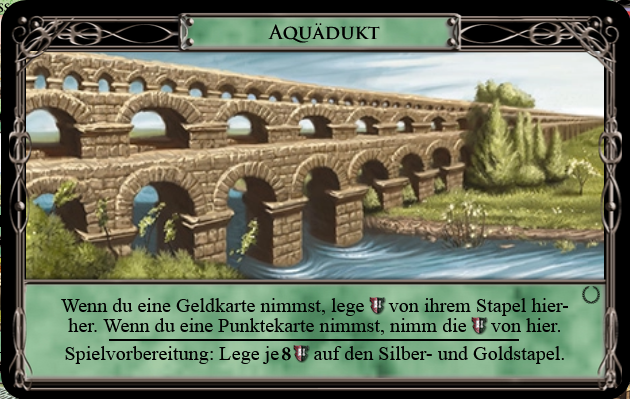 AQUÄDUKT
Wenn du eine Geldkarte nimmst, lege von ihrem Stapel hier-
her. Wenn du eine Punktekarte nimmst, nimm die von hier.
Spielvorbereitung: Lege je 8 auf den Silber- und Goldstapel.